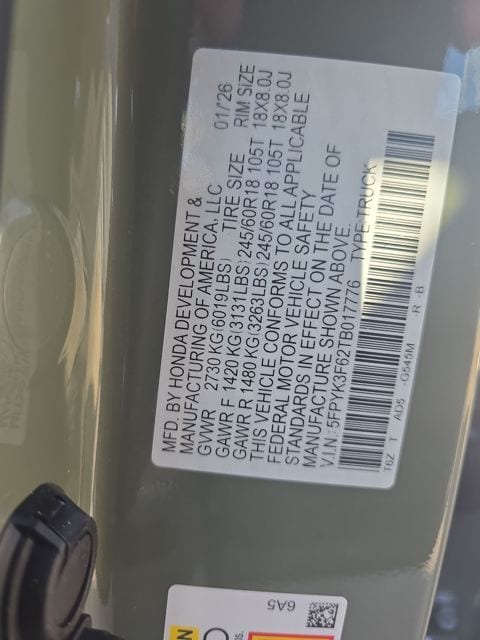 MFD. BY HONDA DEVELOPMENT &
MANUFACTURING OF AMERICA, LLC 01/'26
GVWR 2730 KG(6019LBS) TIRE SIZE RIM SIZE
GAWR F 1420 KG(3131LBS)245/60R18 105T 18X8.0J
GAWR R 1480 KG(3263LBS)245/60R18 105T 18X8.0J
THIS VEHICLE CONFORMS TO ALL APPLICABLE
FEDERAL MOTOR VEHICLE SAFETY
STANDARDS IN EFFECT ON THE DATE OF
MANUFACTURE SHOWN ABOVE.
V.I.N.:5FPYK3F62TB017776 TYPE:TRUCK
T6Z T AD5 -G545M -R -B
6A5